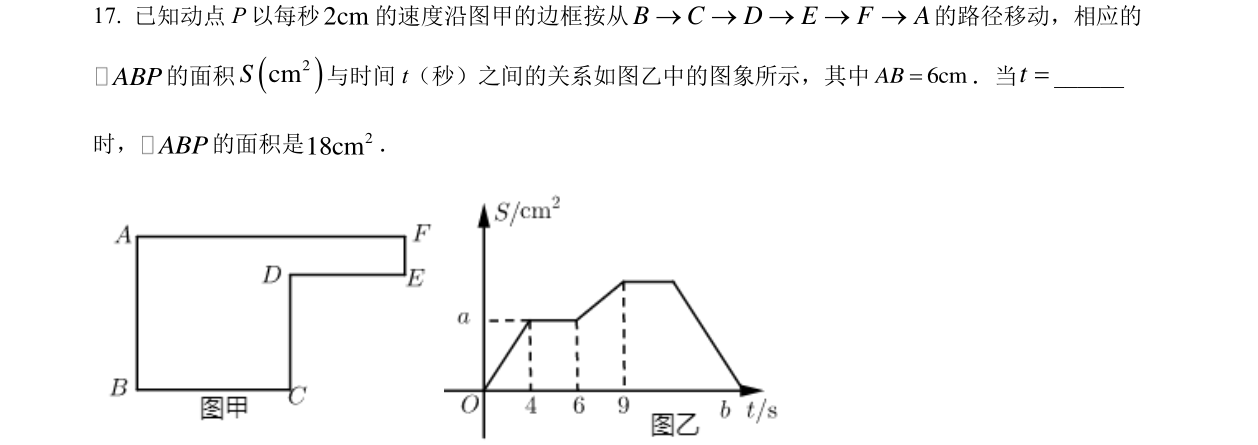 17. 已知动点 P 以每秒 2cm 的速度沿图甲的边框按从 B → C → D → E → F → A 的路径移动，相应的
□ABP 的面积 S(cm²) 与时间 t（秒）之间的关系如图乙中的图象所示，其中 AB = 6cm．当 t = ______
时，□ABP 的面积是 18cm²．
A F
D E
B C
图甲
S/cm²
a
O 4 6 9 b t/s
图乙